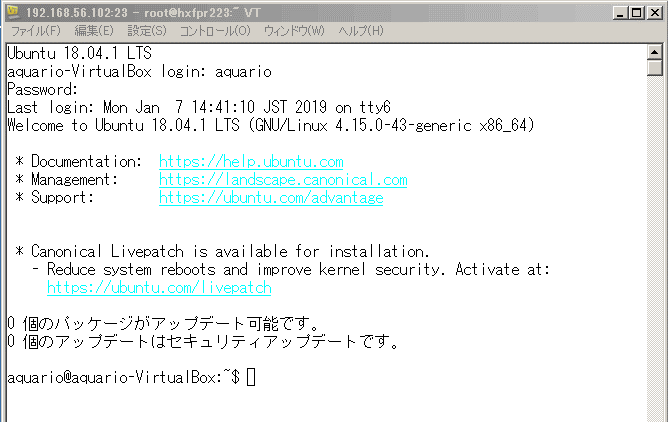 192.168.56.102:23 - root@hxfpr223:~ VT
ファイル(F) 編集(E) 設定(S) コントロール(O) ウィンドウ(W) ヘルプ(H)
Ubuntu 18.04.1 LTS
aquario-VirtualBox login: aquario
Password:
Last login: Mon Jan  7 14:41:10 JST 2019 on tty6
Welcome to Ubuntu 18.04.1 LTS (GNU/Linux 4.15.0-43-generic x86_64)
* Documentation:  https://help.ubuntu.com
* Management:     https://landscape.canonical.com
* Support:        https://ubuntu.com/advantage
* Canonical Livepatch is available for installation.
- Reduce system reboots and improve kernel security. Activate at:
https://ubuntu.com/livepatch
0 個のパッケージがアップデート可能です。
0 個のアップデートはセキュリティアップデートです。
aquario@aquario-VirtualBox:~$